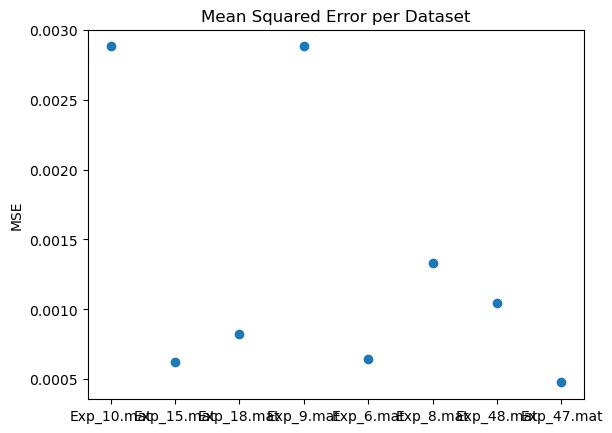 Mean Squared Error per Dataset
MSE
0.0030
0.0025
0.0020
0.0015
0.0010
0.0005
Exp_10.mat Exp_15.mat Exp_18.mat Exp_9.mat Exp_6.mat Exp_8.mat Exp_48.mat Exp_47.mat